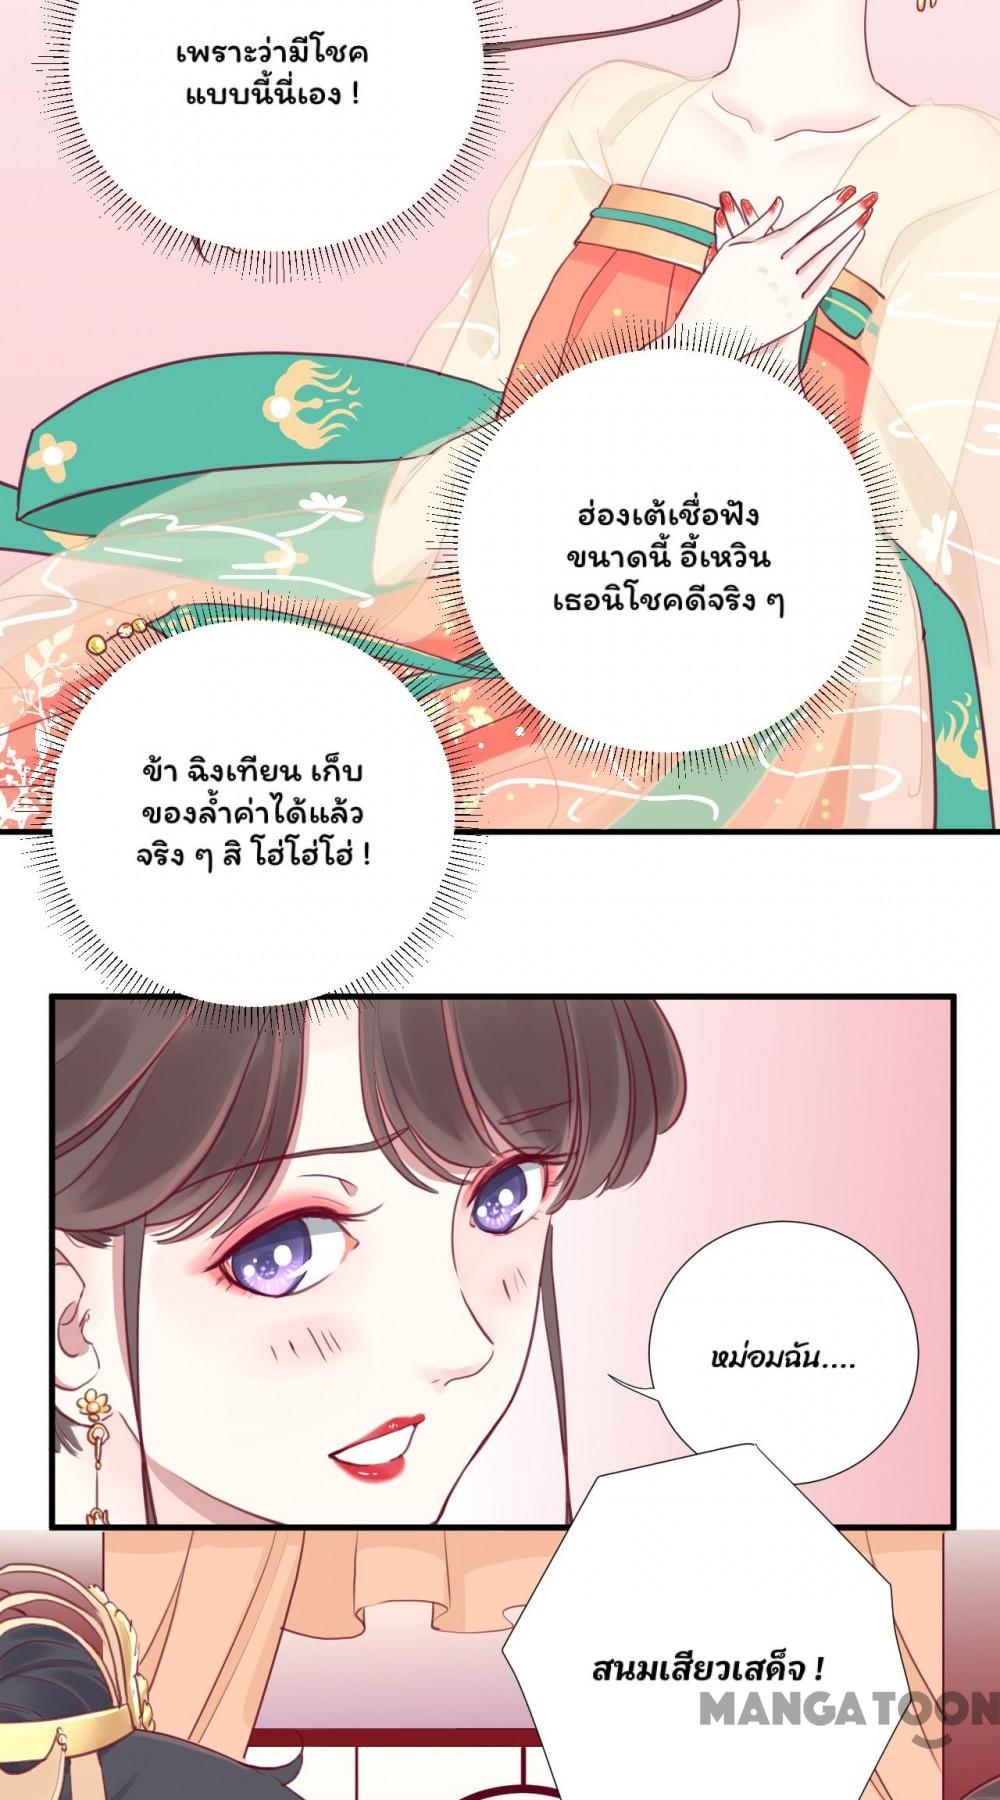 เพราะว่ามีโชค
แบบนี้นี่เอง !
ฮ่องเต้เชื่อฟัง
ขนาดนี้ อี้เหวิน
เธอนิโชคดีจริง ๆ
ข้า ฉิงเทียน เก็บ
ของล้ำค่าได้แล้ว
จริง ๆ สิ โฮ่โฮ่โฮ่ !
หม่อมฉัน....
สนมเสียวเสด็จ !
MANGATOON